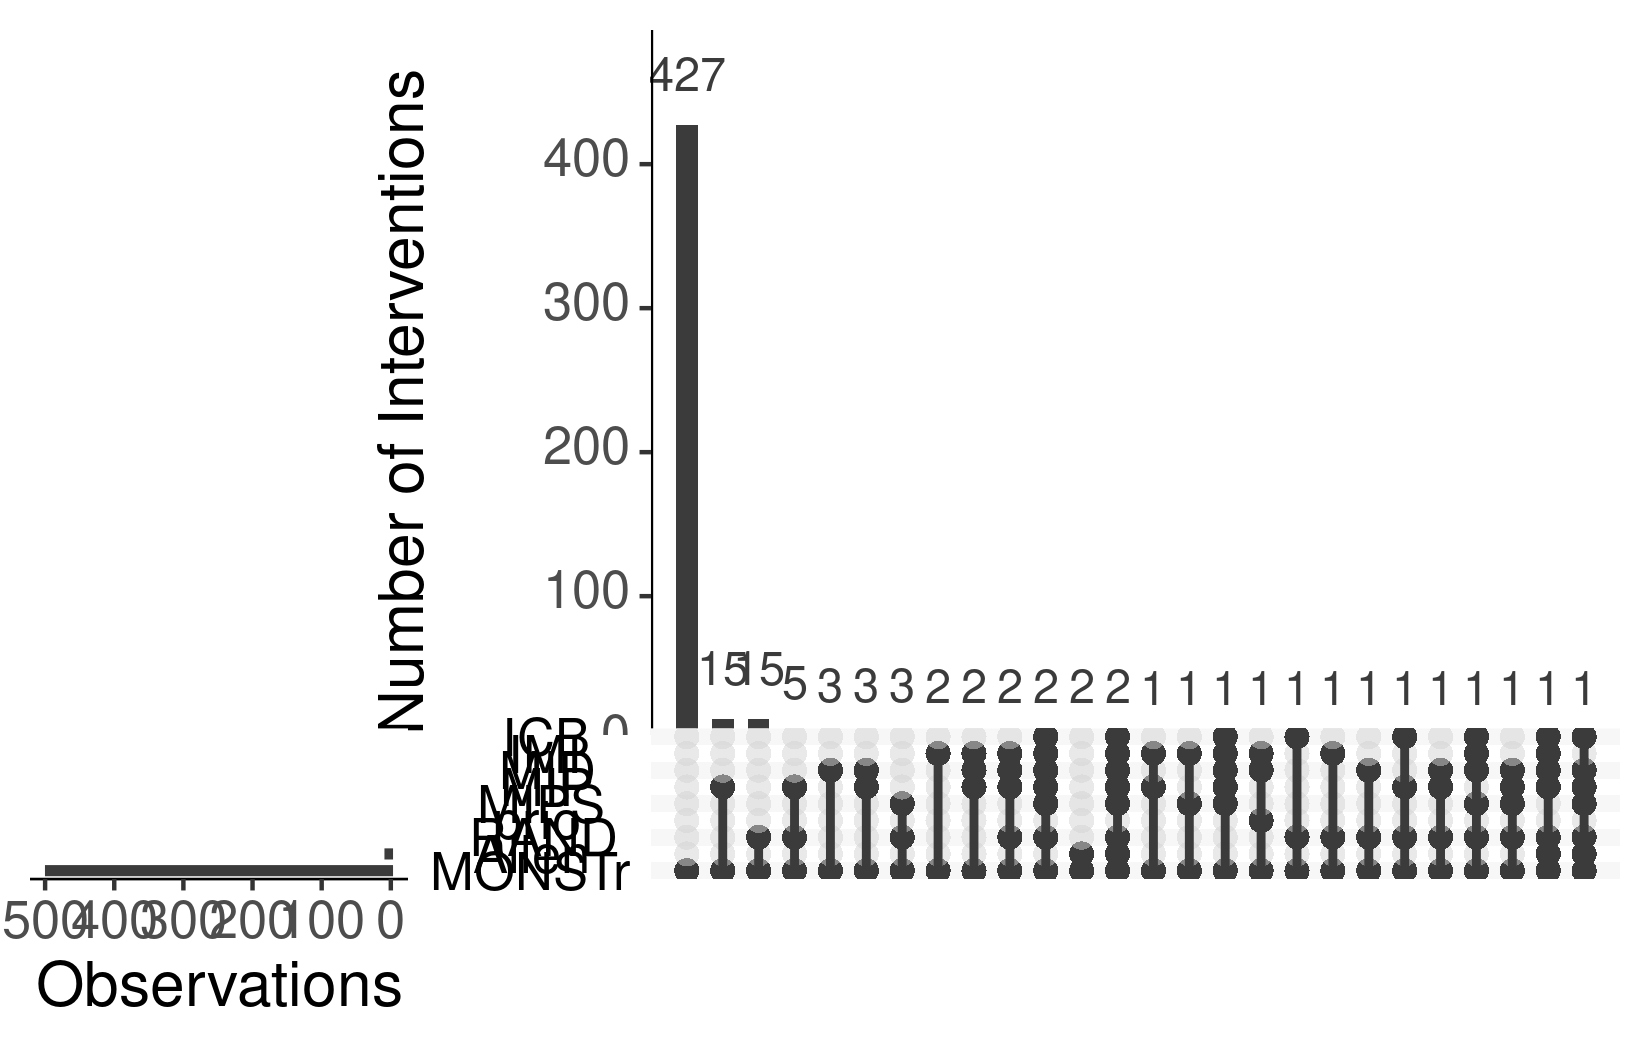 Number of Interventions
427
400
300
200
100
0
15 15 5 3 3 3 2 2 2 2 2 2 1 1 1 1 1 1 1 1 1 1 1 1 1
ICB
RAND
MONSTr
500 400 300 200 100 0
Observations